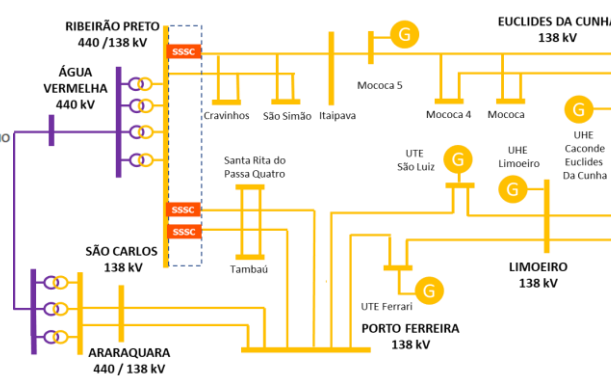 RIBEIRÃO PRETO
440 /138 kV
EUCLIDES DA CUNHA
138 kV
SSSC
G
ÁGUA
VERMELHA
440 kV
Mococa 5
Cravinhos
São Simão
Itaipava
Mococa 4
Mococa
G
UHE
Caconde
Euclides
Da Cunha
UTE
São Luiz
G
UHE
Limoeiro
G
Santa Rita do
Passa Quatro
SSSC
SSSC
Tambaú
SÃO CARLOS
138 kV
LIMOEIRO
138 kV
UTE Ferrari
G
PORTO FERREIRA
138 kV
ARARAQUARA
440 / 138 kV